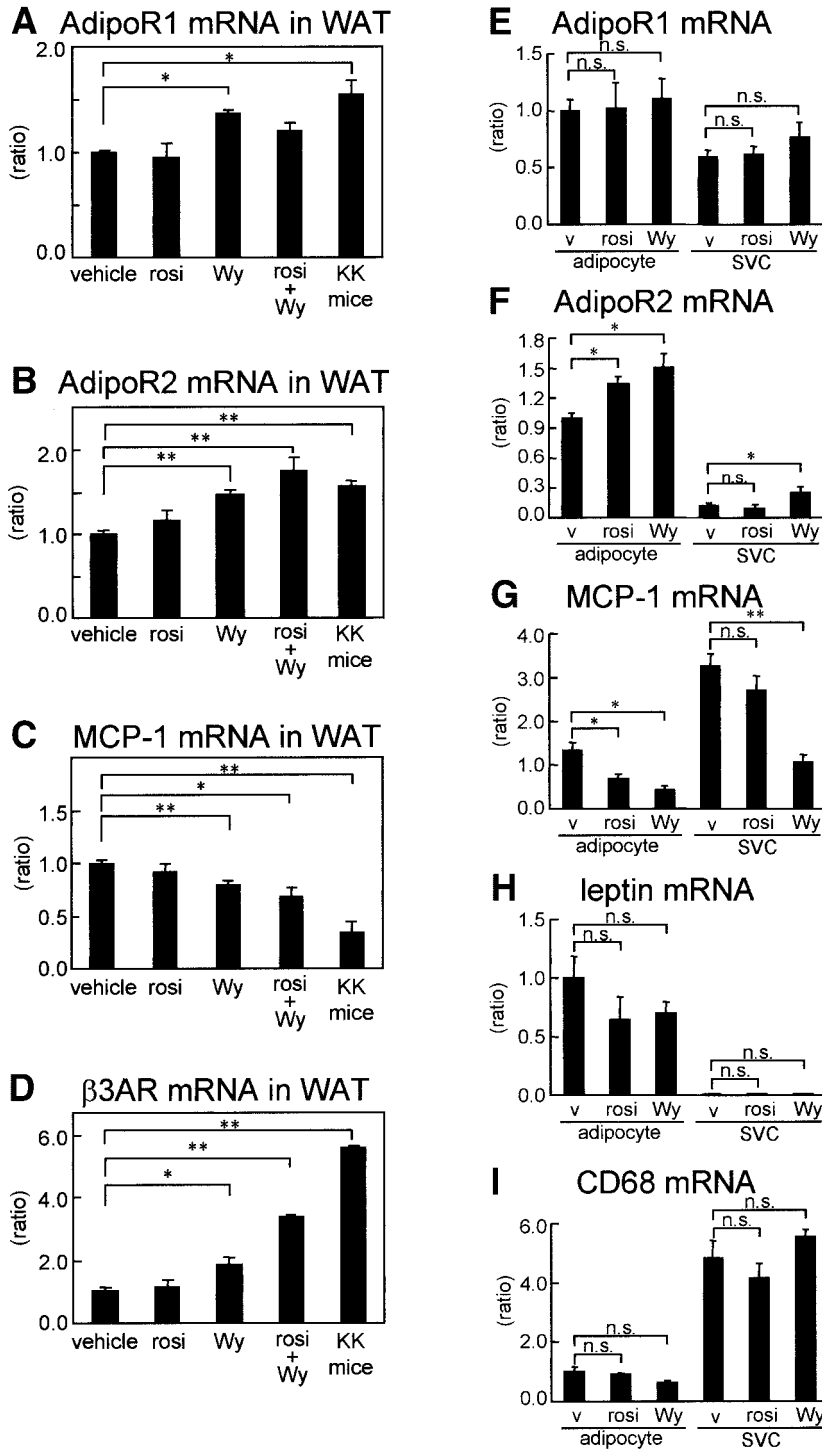 A AdipoR1 mRNA in WAT
(ratio)
2.0
1.0
0.0
*
*
vehicle rosi Wy rosi + Wy KK mice
B AdipoR2 mRNA in WAT
(ratio)
2.0
1.0
0.0
**
**
**
vehicle rosi Wy rosi + Wy KK mice
C MCP-1 mRNA in WAT
(ratio)
1.5
1.0
0.5
0.0
**
*
**
vehicle rosi Wy rosi + Wy KK mice
D β3AR mRNA in WAT
(ratio)
6.0
4.0
2.0
0.0
**
**
*
vehicle rosi Wy rosi + Wy KK mice
E AdipoR1 mRNA
(ratio)
1.5
1.0
0.5
0.0
n.s.
n.s.
n.s.
n.s.
v rosi Wy v rosi Wy
adipocyte SVC
F AdipoR2 mRNA
(ratio)
1.8
1.5
1.2
0.9
0.3
0.0
*
*
*
n.s.
v rosi Wy v rosi Wy
adipocyte SVC
G MCP-1 mRNA
(ratio)
4.0
3.0
2.0
1.0
0.0
*
*
**
n.s.
v rosi Wy v rosi Wy
adipocyte SVC
H leptin mRNA
(ratio)
1.5
1.0
0.5
0.0
n.s.
n.s.
n.s.
n.s.
v rosi Wy v rosi Wy
adipocyte SVC
I CD68 mRNA
(ratio)
6.0
4.0
2.0
0.0
n.s.
n.s.
n.s.
n.s.
v rosi Wy v rosi Wy
adipocyte SVC